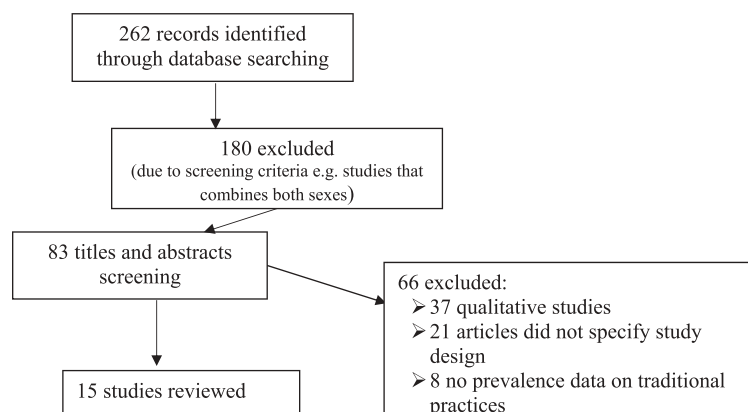 262 records identified
through database searching
180 excluded
(due to screening criteria e.g. studies that
combines both sexes)
83 titles and abstracts
screening
66 excluded:
➢ 37 qualitative studies
➢ 21 articles did not specify study
design
➢ 8 no prevalence data on traditional
practices
15 studies reviewed